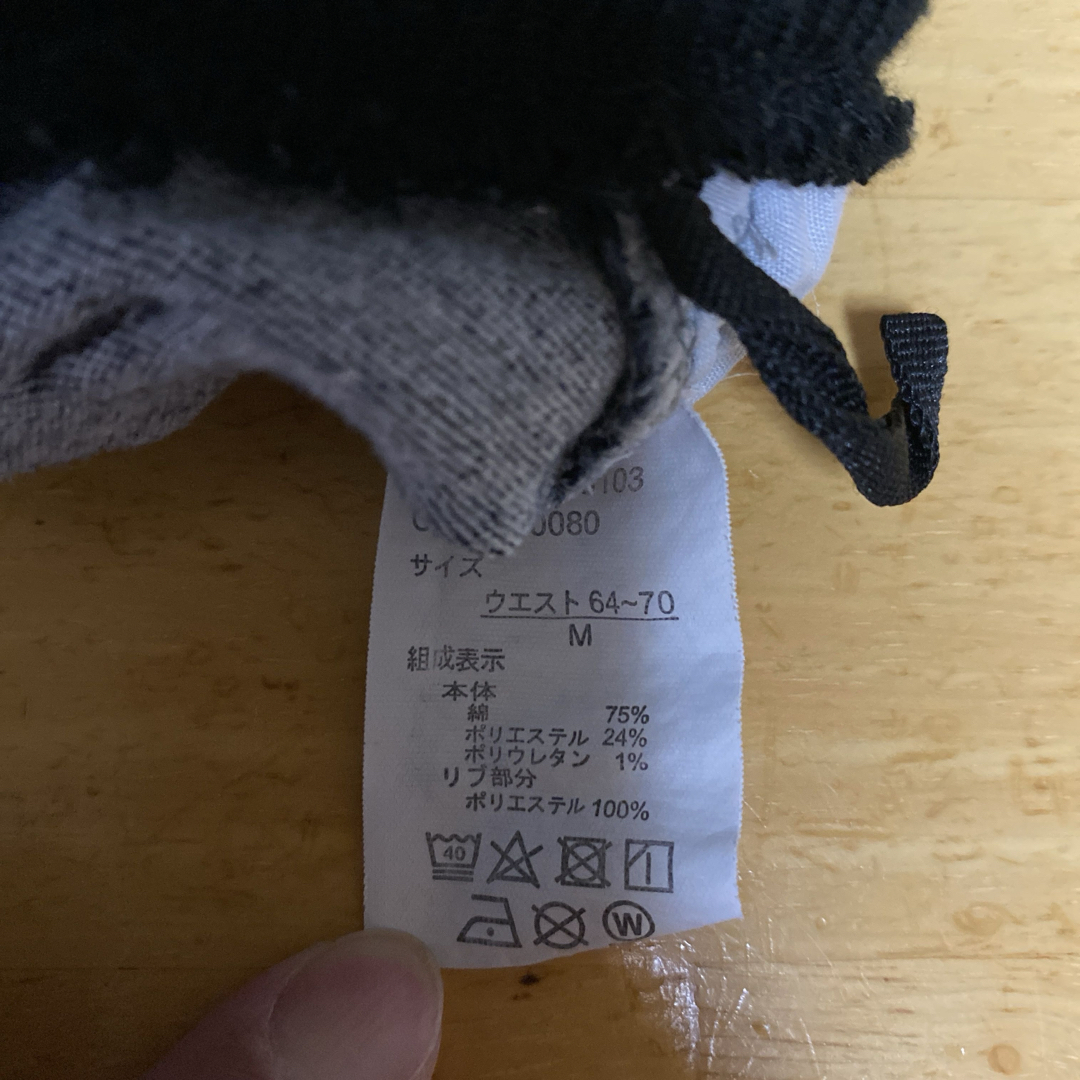 103
0080
サイズ
ウエスト 64~70
M
組成表示
本体
綿 75%
ポリエステル 24%
ポリウレタン 1%
リブ部分
ポリエステル 100%
40
W